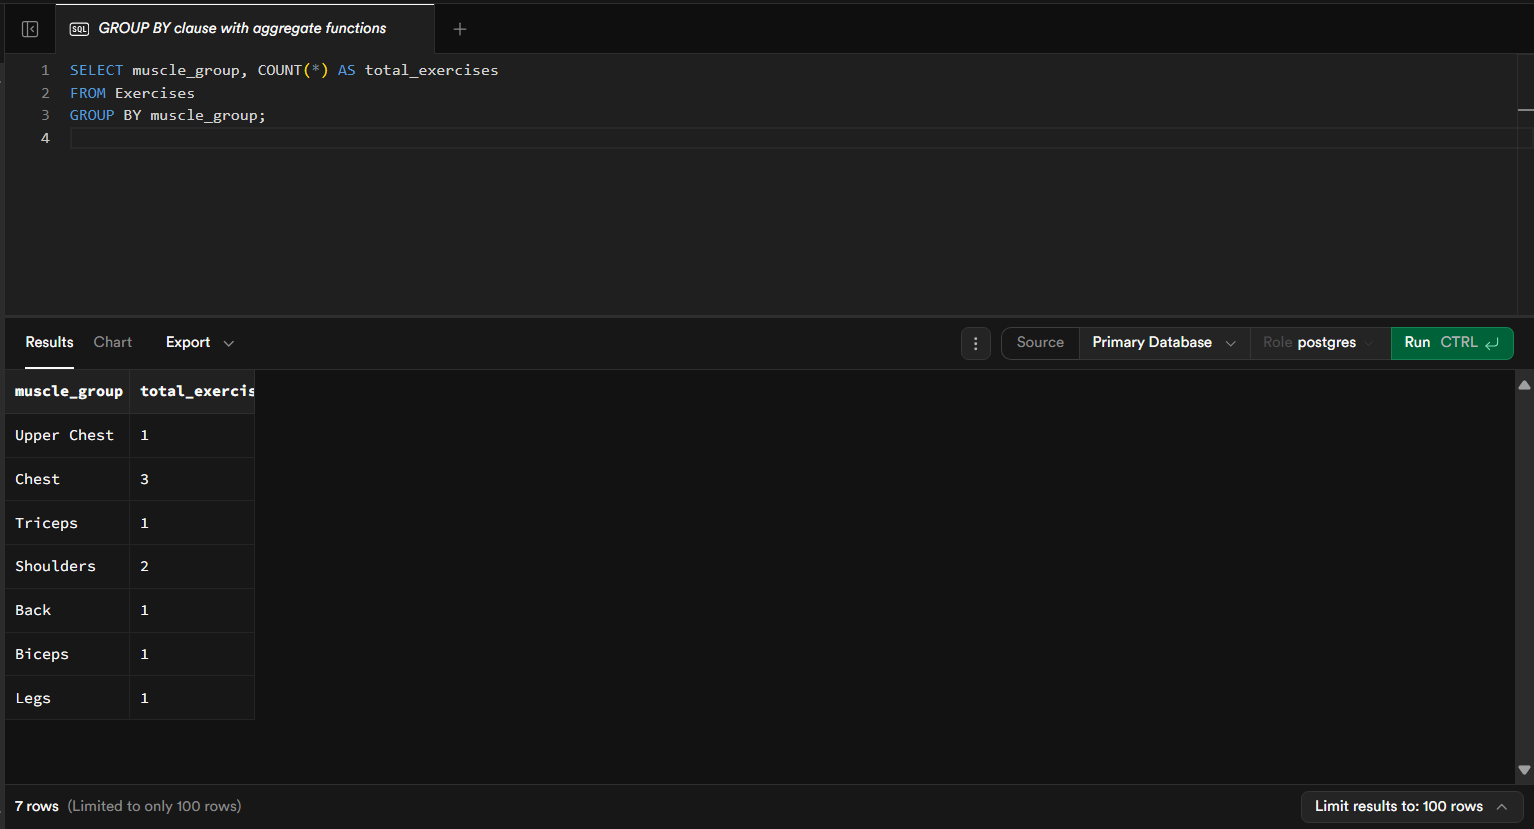 SQL GROUP BY clause with aggregate functions
1 SELECT muscle_group, COUNT(*) AS total_exercises
2 FROM Exercises
3 GROUP BY muscle_group;
4
Results Chart Export Source Primary Database Role postgres Run CTRL
muscle_group total_exercis
Upper Chest 1
Chest 3
Triceps 1
Shoulders 2
Back 1
Biceps 1
Legs 1
7 rows (Limited to only 100 rows) Limit results to: 100 rows